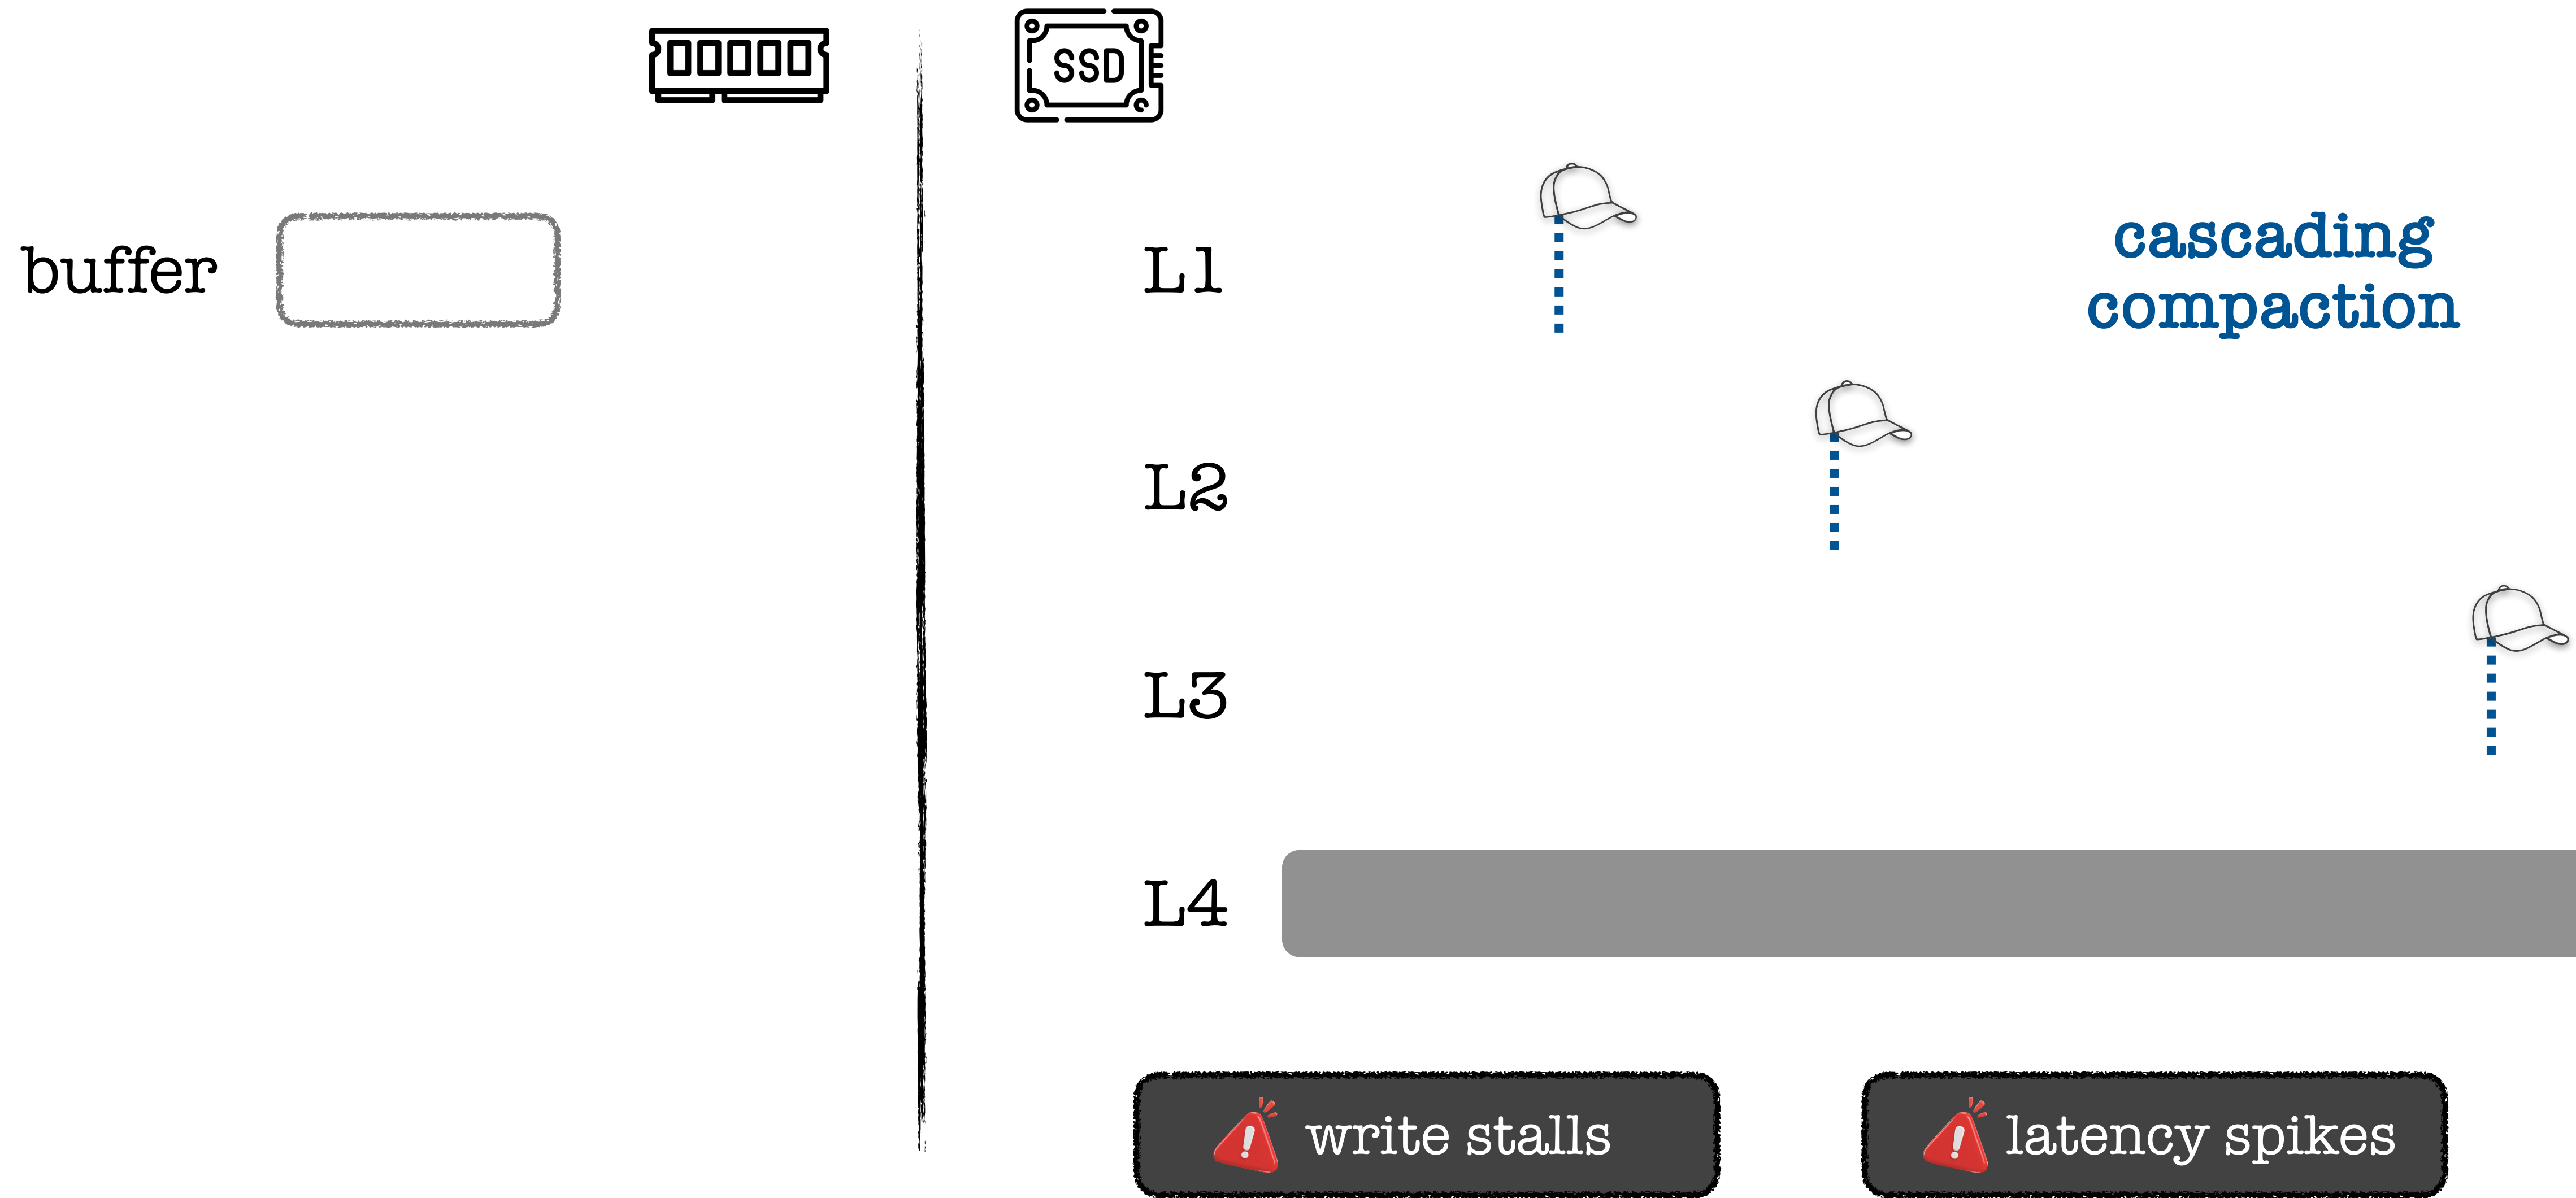 SSD
buffer
L1
cascading
compaction
L2
L3
L4
write stalls
latency spikes